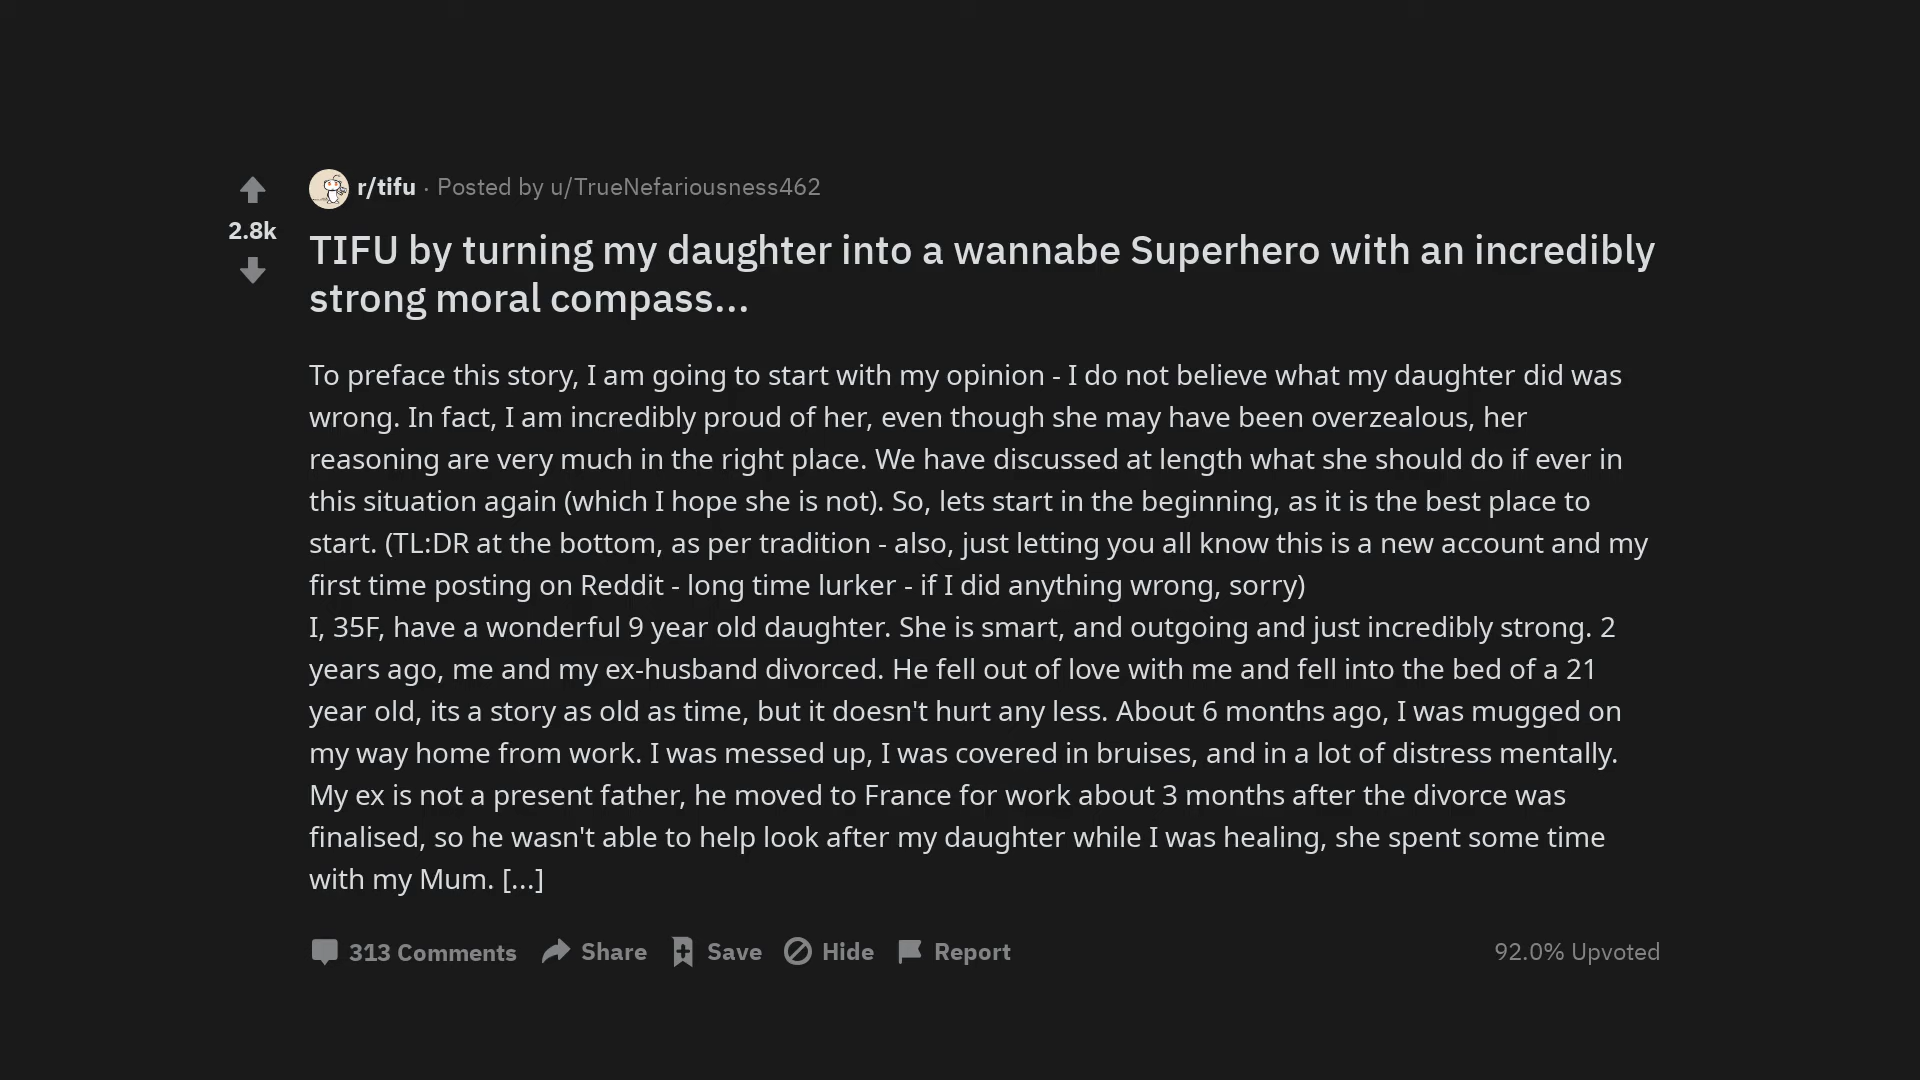 r/tifu · Posted by u/TrueNefariousness462
2.8k
TIFU by turning my daughter into a wannabe Superhero with an incredibly
strong moral compass...
To preface this story, I am going to start with my opinion - I do not believe what my daughter did was
wrong. In fact, I am incredibly proud of her, even though she may have been overzealous, her
reasoning are very much in the right place. We have discussed at length what she should do if ever in
this situation again (which I hope she is not). So, lets start in the beginning, as it is the best place to
start. (TL:DR at the bottom, as per tradition - also, just letting you all know this is a new account and my
first time posting on Reddit - long time lurker - if I did anything wrong, sorry)
I, 35F, have a wonderful 9 year old daughter. She is smart, and outgoing and just incredibly strong. 2
years ago, me and my ex-husband divorced. He fell out of love with me and fell into the bed of a 21
year old, its a story as old as time, but it doesn't hurt any less. About 6 months ago, I was mugged on
my way home from work. I was messed up, I was covered in bruises, and in a lot of distress mentally.
My ex is not a present father, he moved to France for work about 3 months after the divorce was
finalised, so he wasn't able to help look after my daughter while I was healing, she spent some time
with my Mum. [...]
313 Comments Share Save Hide Report 92.0% Upvoted